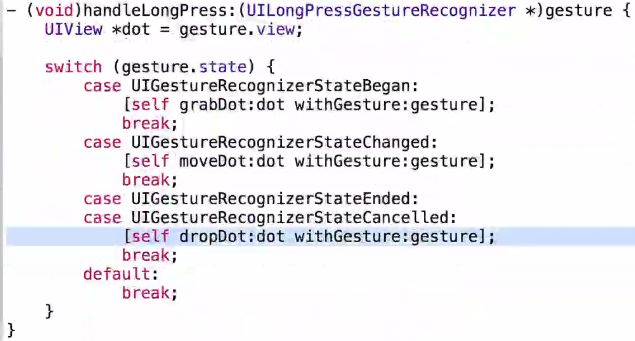 - (void)handleLongPress:(UILongPressGestureRecognizer *)gesture {
    UIView *dot = gesture.view;

    switch (gesture.state) {
        case UIGestureRecognizerStateBegan:
            [self grabDot:dot withGesture:gesture];
            break;
        case UIGestureRecognizerStateChanged:
            [self moveDot:dot withGesture:gesture];
            break;
        case UIGestureRecognizerStateEnded:
        case UIGestureRecognizerStateCancelled:
            [self dropDot:dot withGesture:gesture];
            break;
        default:
            break;
    }
}